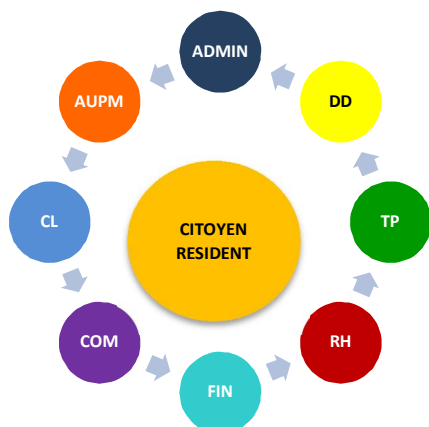 ADMIN
AUPM
DD
CL
CITOYEN
RESIDENT
TP
COM
RH
FIN